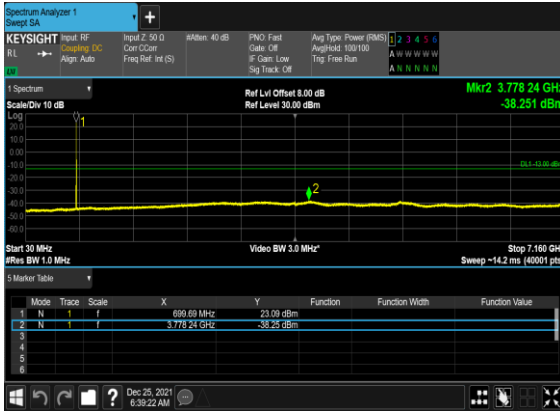 Spectrum Analyzer 1
Swept SA
+
KEYSIGHT Input: RF Input Z: 50 Ω #Atten: 40 dB PNO: Fast Avg Type: Power (RMS) 1 2 3 4 5 6
RL Coupling: DC Corr CCorr Gate: Off Avg|Hold: 100/100 A W W W W W
Align: Auto Freq Ref: Int (S) IF Gain: Low Trig: Free Run
Sig Track: Off A N N N N N
1 Spectrum Ref Lvl Offset 8.00 dB Mkr2 3.778 24 GHz
Scale/Div 10 dB Ref Level 30.00 dBm -38.251 dBm
Log
20.0
10.0
0.00
-10.0
-20.0
-30.0
-40.0
-50.0
-60.0
1
DL1 -13.00 dBm
2
Start 30 MHz Video BW 3.0 MHz* Stop 7.160 GHz
#Res BW 1.0 MHz Sweep ~14.2 ms (40001 pts)
5 Marker Table
Mode Trace Scale X Y Function Function Width Function Value
1 N 1 f 699.69 MHz 23.09 dBm
2 N 1 f 3.778 24 GHz -38.25 dBm
3
4
5
6
? Dec 25, 2021
6:39:22 AM